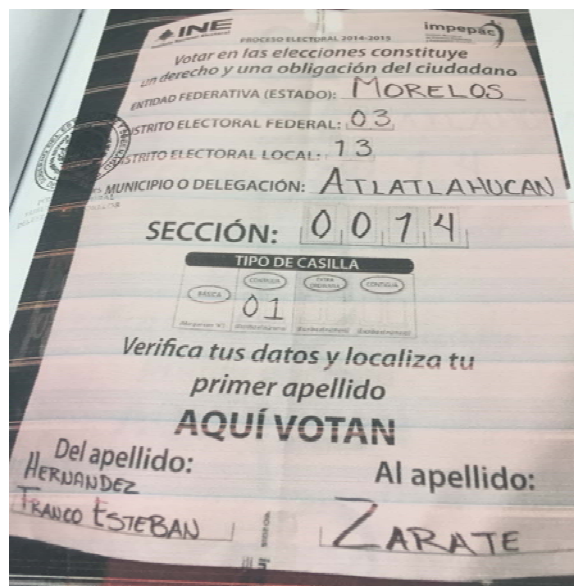 INE impepac
PROCESO ELECTORAL 2014-2015
Votar en las elecciones constituye
un derecho y una obligación del ciudadano
ENTIDAD FEDERATIVA (ESTADO): MORELOS
DISTRITO ELECTORAL FEDERAL: 03
DISTRITO ELECTORAL LOCAL: 13
MUNICIPIO O DELEGACIÓN: ATLATLAHUCAN
SECCIÓN: 0014
TIPO DE CASILLA
BÁSICA CONTIGUA
01
Verifica tus datos y localiza tu
primer apellido
AQUÍ VOTAN
Del apellido: Al apellido:
HERNANDEZ
FRANCO ESTEBAN ZARATE